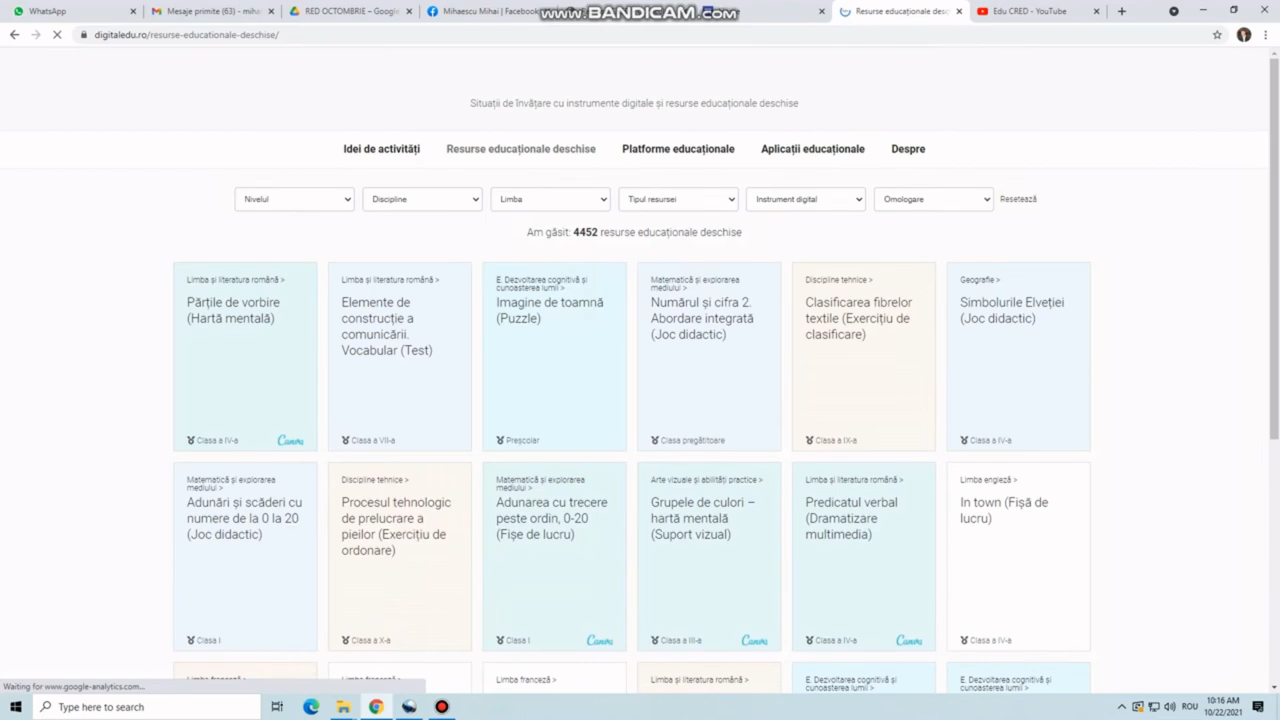 WhatsApp
Mesaje primite (63) - miha
RED OCTOMBRIE – Google
Mihaescu Mihai | Facebook
www.BANDICAM.com
Resurse educaționale desc
Edu CRED - YouTube
digitaledu.ro/resurse-educationale-deschise/
Situații de învățare cu instrumente digitale și resurse educaționale deschise
Idei de activități
Resurse educaționale deschise
Platforme educaționale
Aplicații educaționale
Despre
Nivelul
Discipline
Limba
Tipul resursei
Instrument digital
Omologare
Resetează
Am găsit: 4452 resurse educaționale deschise
Limba și literatura română >
Părțile de vorbire
(Hartă mentală)
Clasa a IV-a
Canva
Limba și literatura română >
Elemente de
construcție a
comunicării.
Vocabular (Test)
Clasa a VII-a
E. Dezvoltarea cognitivă și
cunoasterea lumii >
Imagine de toamnă
(Puzzle)
Preșcolar
Matematică și explorarea
mediului >
Numărul și cifra 2.
Abordare integrată
(Joc didactic)
Clasa pregătitoare
Discipline tehnice >
Clasificarea fibrelor
textile (Exercițiu de
clasificare)
Clasa a IX-a
Geografie >
Simbolurile Elveției
(Joc didactic)
Clasa a IV-a
Matematică și explorarea
mediului >
Adunări și scăderi cu
numere de la 0 la 20
(Joc didactic)
Clasa I
Discipline tehnice >
Procesul tehnologic
de prelucrare a
pieilor (Exercițiu de
ordonare)
Clasa a X-a
Matematică și explorarea
mediului >
Adunarea cu trecere
peste ordin, 0-20
(Fișe de lucru)
Clasa I
Canva
Arte vizuale și abilități practice >
Grupele de culori –
hartă mentală
(Suport vizual)
Clasa a III-a
Canva
Limba și literatura română >
Predicatul verbal
(Dramatizare
multimedia)
Clasa a IV-a
Canva
Limba engleză >
In town (Fișă de
lucru)
Clasa a IV-a
Limba franceză >
Limba franceză >
Limba franceză >
Limba și literatura română >
E. Dezvoltarea cognitivă și
cunoasterea lumii >
E. Dezvoltarea cognitivă și
cunoasterea lumii >
Waiting for www.google-analytics.com...
Type here to search
ROU
10:16 AM
10/22/2021